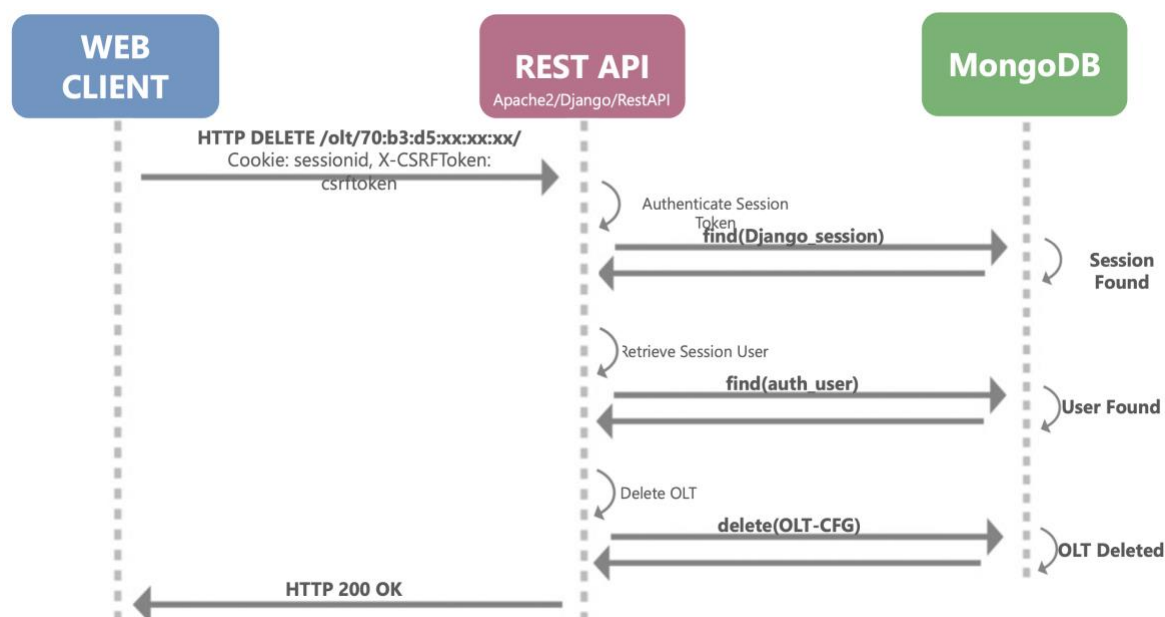 WEB
CLIENT
REST API
Apache2/Django/RestAPI
MongoDB
HTTP DELETE /olt/70:b3:d5:xx:xx:xx/
Cookie: sessionid, X-CSRFToken:
csrftoken
Authenticate Session
Token
find(Django_session)
Session
Found
Retrieve Session User
find(auth_user)
User Found
Delete OLT
delete(OLT-CFG)
OLT Deleted
HTTP 200 OK